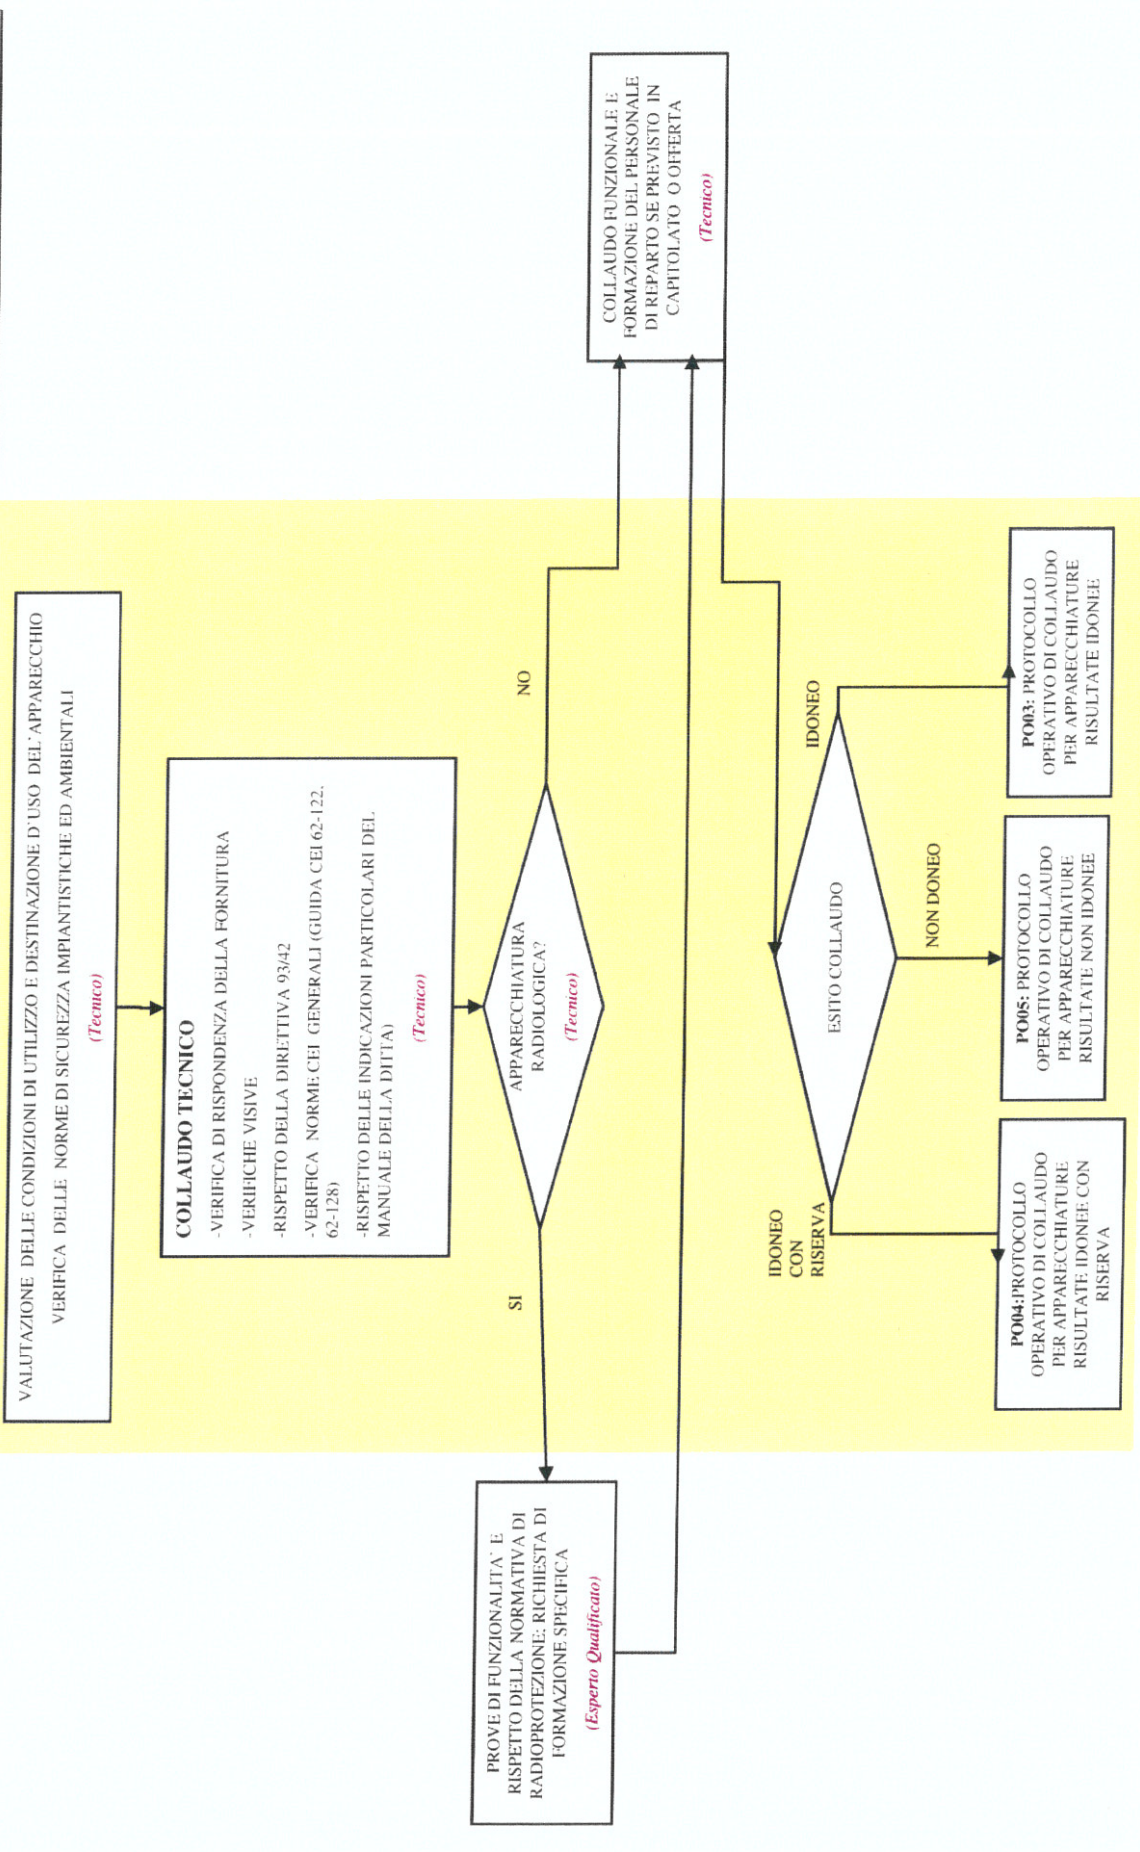 VALUTAZIONE DELLE CONDIZIONI DI UTILIZZO E DESTINAZIONE D'USO DEL'APPARECCHIO
VERIFICA DELLE NORME DI SICUREZZA IMPIANTISTICHE ED AMBIENTALI
(Tecnico)
COLLAUDO TECNICO
-VERIFICA DI RISPONDENZA DELLA FORNITURA
-VERIFICHE VISIVE
-RISPETTO DELLA DIRETTIVA 93/42
-VERIFICA NORME CEI GENERALI (GUIDA CEI 62-122,
62-128)
-RISPETTO DELLE INDICAZIONI PARTICOLARI DEL
MANUALE DELLA DITTA)
(Tecnico)
APPARECCHIATURA
RADIOLOGICA?
(Tecnico)
SI
NO
PROVE DI FUNZIONALITA' E
RISPETTO DELLA NORMATIVA DI
RADIOPROTEZIONE; RICHIESTA DI
FORMAZIONE SPECIFICA
(Esperto Qualificato)
COLLAUDO FUNZIONALE E
FORMAZIONE DEL PERSONALE
DI REPARTO SE PREVISTO IN
CAPITOLATO O OFFERTA
(Tecnico)
ESITO COLLAUDO
IDONEO
CON
RISERVA
NON DONEO
IDONEO
PO04:PROTOCOLLO
OPERATIVO DI COLLAUDO
PER APPARECCHIATURE
RISULTATE IDONEE CON
RISERVA
PO05: PROTOCOLLO
OPERATIVO DI COLLAUDO
PER APPARECCHIATURE
RISULTATE NON IDONEE
PO03: PROTOCOLLO
OPERATIVO DI COLLAUDO
PER APPARECCHIATURE
RISULTATE IDONEE